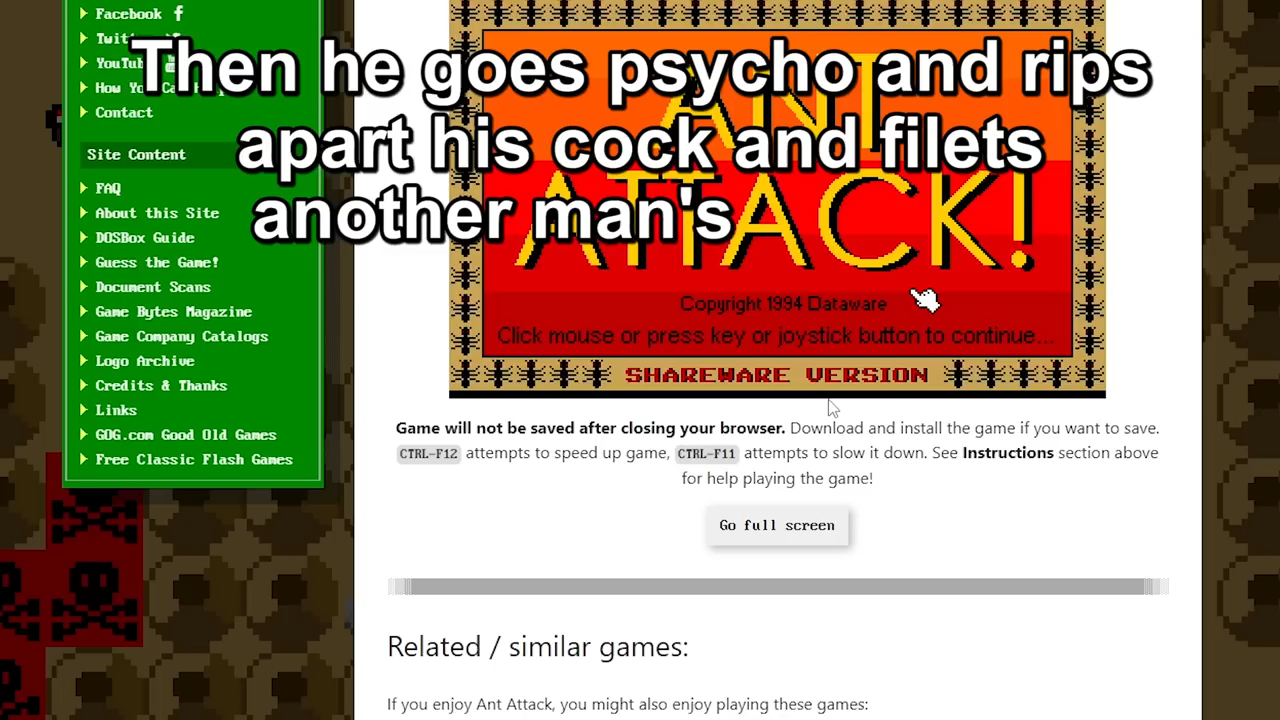 Facebook
YouTube
Contact
Site Content
FAQ
About this Site
DOSBox Guide
Guess the Game!
Document Scans
Game Bytes Magazine
Game Company Catalogs
Logo Archive
Credits & Thanks
Links
GOG.com Good Old Games
Free Classic Flash Games
Then he goes psycho and rips
apart his cock and filets
another man's
ANT
ATTACK!
Copyright 1994 Dataware
Click mouse or press key or joystick button to continue...
SHAREWARE VERSION
Game will not be saved after closing your browser. Download and install the game if you want to save.
CTRL-F12 attempts to speed up game, CTRL-F11 attempts to slow it down. See Instructions section above
for help playing the game!
Go full screen
Related / similar games:
If you enjoy Ant Attack, you might also enjoy playing these games: